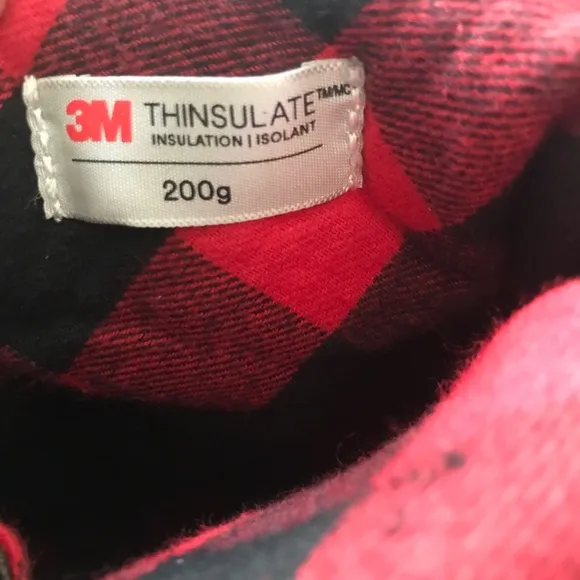 3M THINSULATE™/MC
INSULATION | ISOLANT
200g